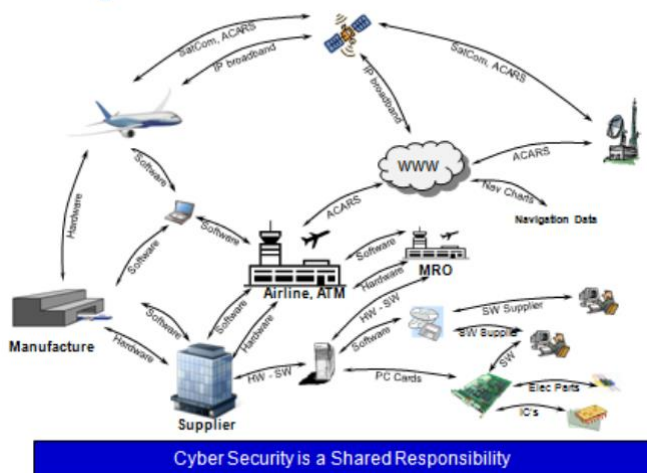 SatCom, ACARS
IP broadband
SatCom, ACARS
IP broadband
WWW
ACARS
Nav Charts
Navigation Data
ACARS
Software
Hardware
Software
Software
Software
Hardware
MRO
Airline, ATM
HW - SW
Software
SW Supplier
SW Supplier
SW
Manufacture
Software
Hardware
Software
Hardware
Supplier
HW - SW
PC Cards
Elec Parts
IC's
Cyber Security is a Shared Responsibility